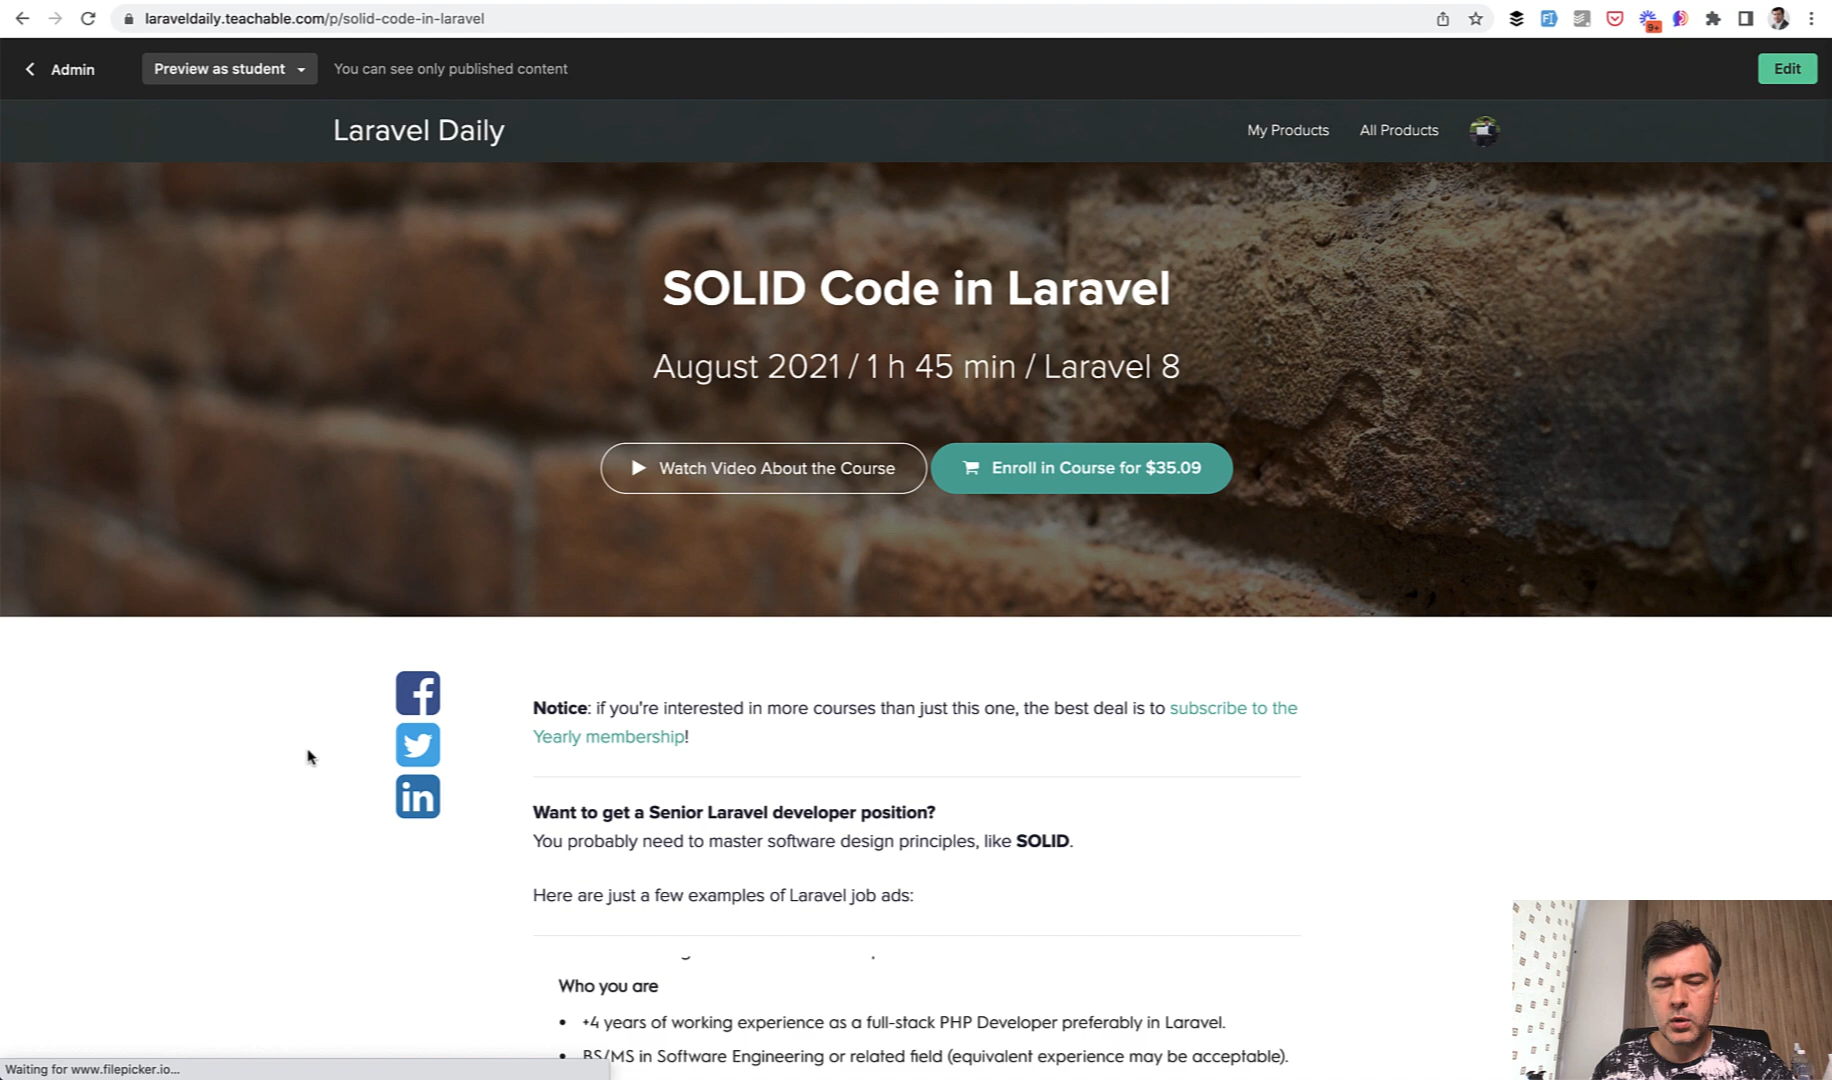 laraveldaily.teachable.com/p/solid-code-in-laravel
9+
Admin
Preview as student
You can see only published content
Edit
Laravel Daily
My Products
All Products
SOLID Code in Laravel
August 2021 / 1 h 45 min / Laravel 8
Watch Video About the Course
Enroll in Course for $35.09
Notice: if you're interested in more courses than just this one, the best deal is to subscribe to the
Yearly membership!
Want to get a Senior Laravel developer position?
You probably need to master software design principles, like SOLID.
Here are just a few examples of Laravel job ads:
Who you are
• +4 years of working experience as a full-stack PHP Developer preferably in Laravel.
• BS/MS in Software Engineering or related field (equivalent experience may be acceptable).
Waiting for www.filepicker.io...